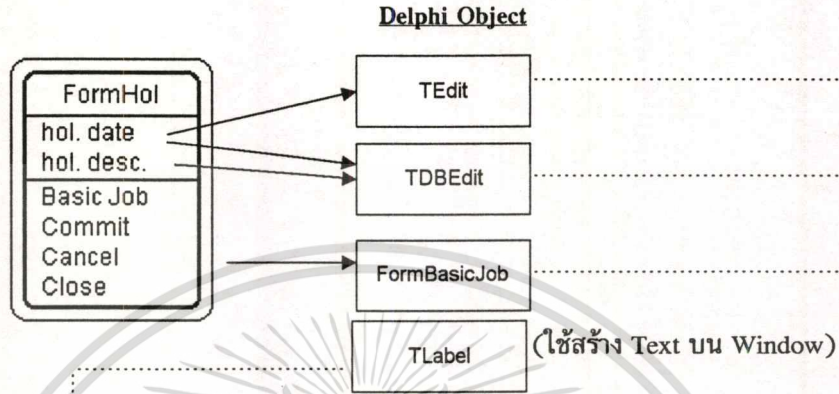 Delphi Object
FormHol
hol. date
hol. desc.
Basic Job
Commit
Cancel
Close
TEdit
TDBEdit
FormBasicJob
TLabel
(ใช้สร้าง Text บน Window)